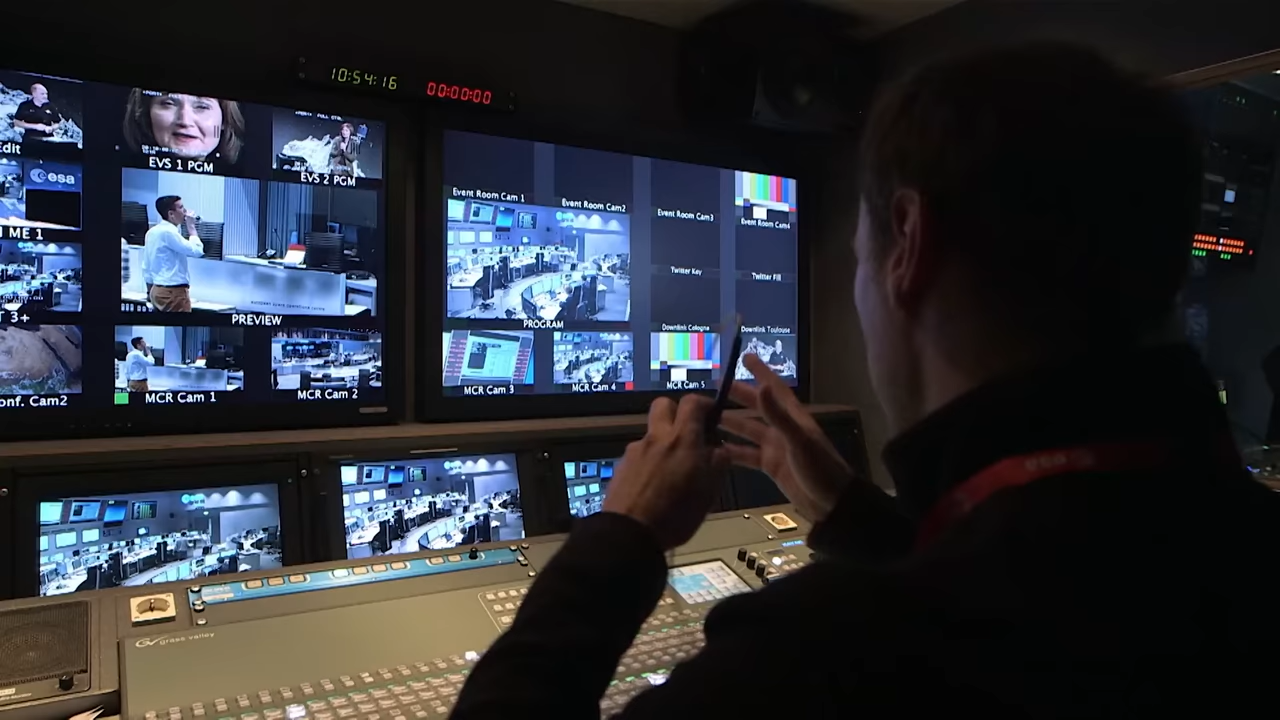 10:54:16
00:00:00
Edit
EVS 1 PGM
EVS 2 PGM
esa
ME 1
T 3+
PREVIEW
onf. Cam2
MCR Cam 1
MCR Cam 2
Event Room Cam 1
Event Room Cam2
Event Room Cam3
Event Room Cam4
Twitter Key
Twitter Fill
PROGRAM
Downlink Cologne
Downlink Toulouse
MCR Cam 3
MCR Cam 4
MCR Cam 5
GV grass valley